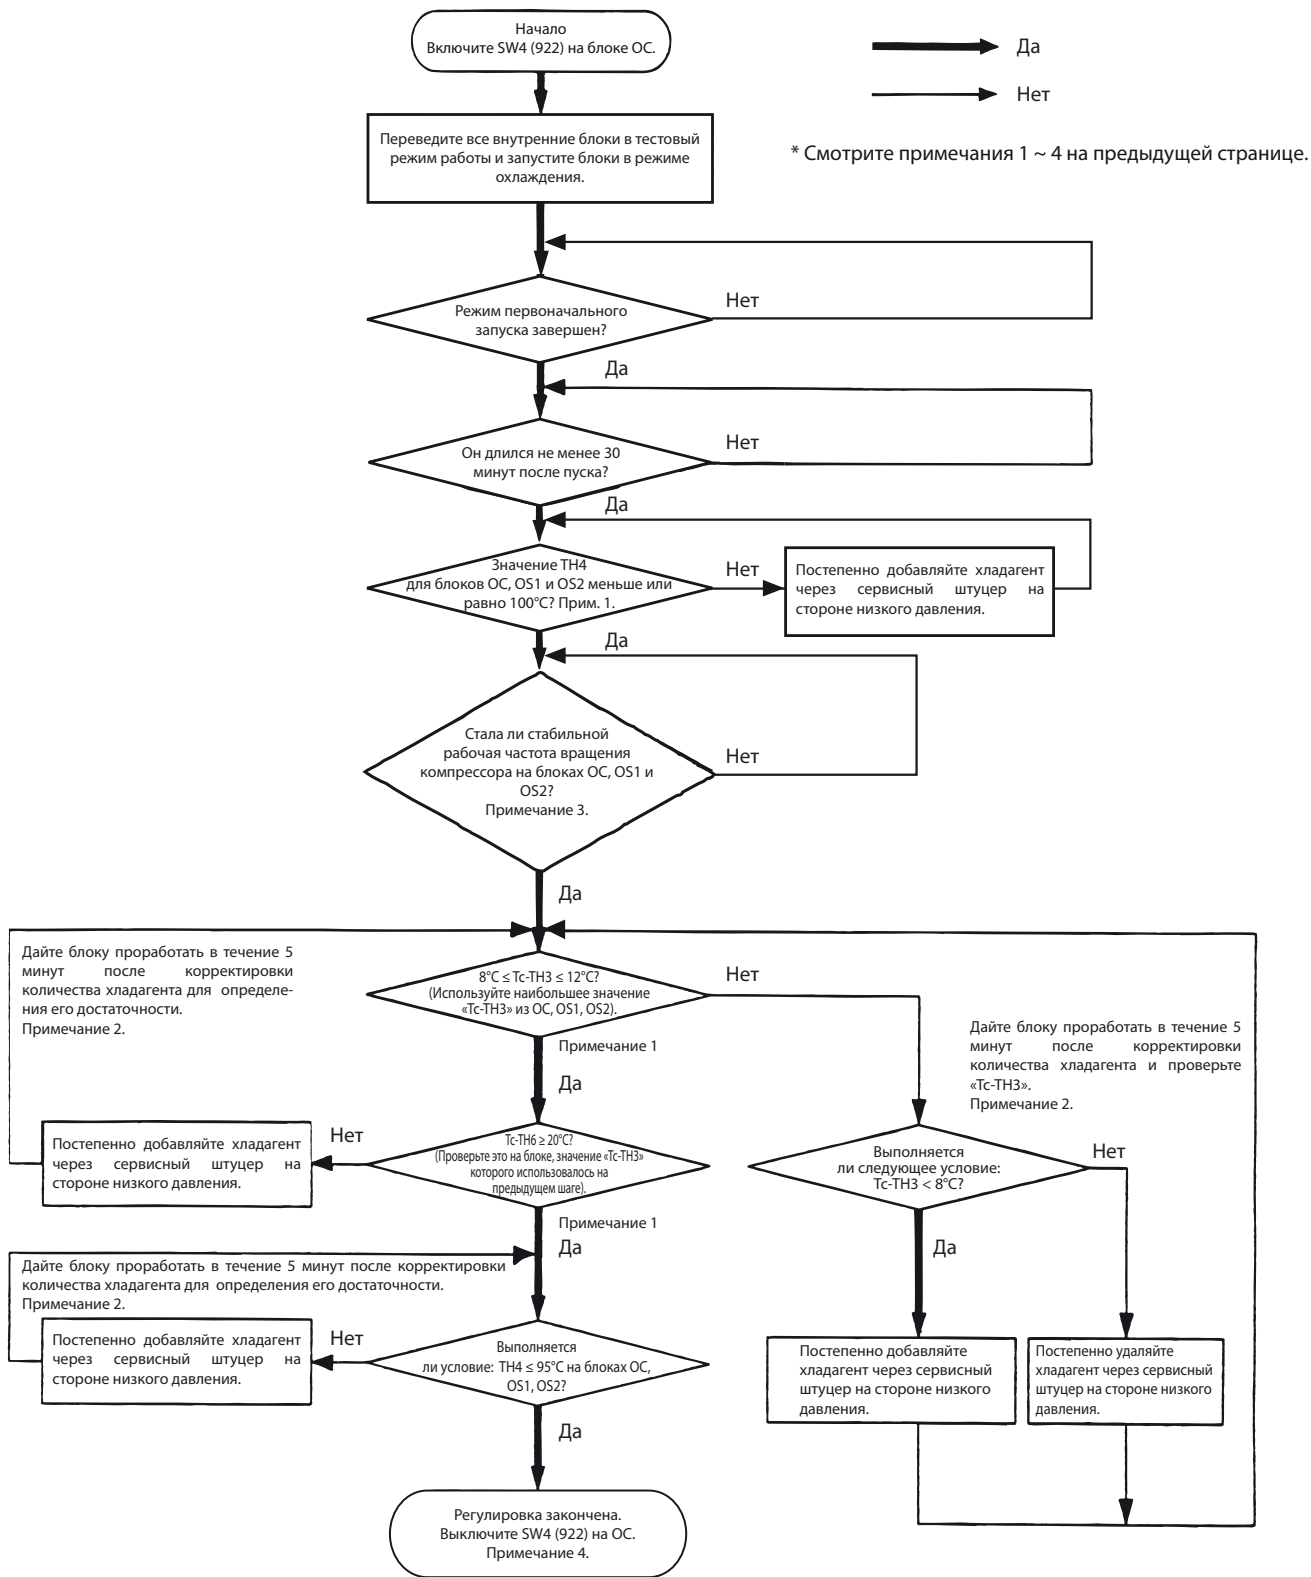 Начало
Включите SW4 (922) на блоке OC.
Да
Нет
* Смотрите примечания 1 ~ 4 на предыдущей странице.
Переведите все внутренние блоки в тестовый
режим работы и запустите блоки в режиме
охлаждения.
Режим первоначального
запуска завершен?
Нет
Да
Он длился не менее 30
минут после пуска?
Нет
Да
Значение TH4
для блоков OC, OS1 и OS2 меньше или
равно 100°C? Прим. 1.
Нет
Постепенно добавляйте хладагент
через сервисный штуцер на
стороне низкого давления.
Да
Стала ли стабильной
рабочая частота вращения
компрессора на блоках OC, OS1 и
OS2?
Примечание 3.
Нет
Да
Дайте блоку проработать в течение 5
минут после корректировки
количества хладагента для определе-
ния его достаточности.
Примечание 2.
8°C ≤ Tc-TH3 ≤ 12°C?
(Используйте наибольшее значение
«Tc-TH3» из OC, OS1, OS2).
Нет
Примечание 1
Да
Дайте блоку проработать в течение 5
минут после корректировки
количества хладагента и проверьте
«Tc-TH3».
Примечание 2.
Постепенно добавляйте хладагент
через сервисный штуцер на
стороне низкого давления.
Нет
Tc-TH6 ≥ 20°C?
(Проверьте это на блоке, значение «Tc-TH3»
которого использовалось на
предыдущем шаге).
Выполняется
ли следующее условие:
Tc-TH3 < 8°C?
Нет
Примечание 1
Да
Да
Дайте блоку проработать в течение 5 минут после корректировки
количества хладагента для определения его достаточности.
Примечание 2.
Постепенно добавляйте хладагент
через сервисный штуцер на
стороне низкого давления.
Нет
Выполняется
ли условие: TH4 ≤ 95°C на блоках OC,
OS1, OS2?
Постепенно добавляйте
хладагент через сервисный
штуцер на стороне низкого
давления.
Постепенно удаляйте
хладагент через сервисный
штуцер на стороне низкого
давления.
Да
Регулировка закончена.
Выключите SW4 (922) на OC.
Примечание 4.